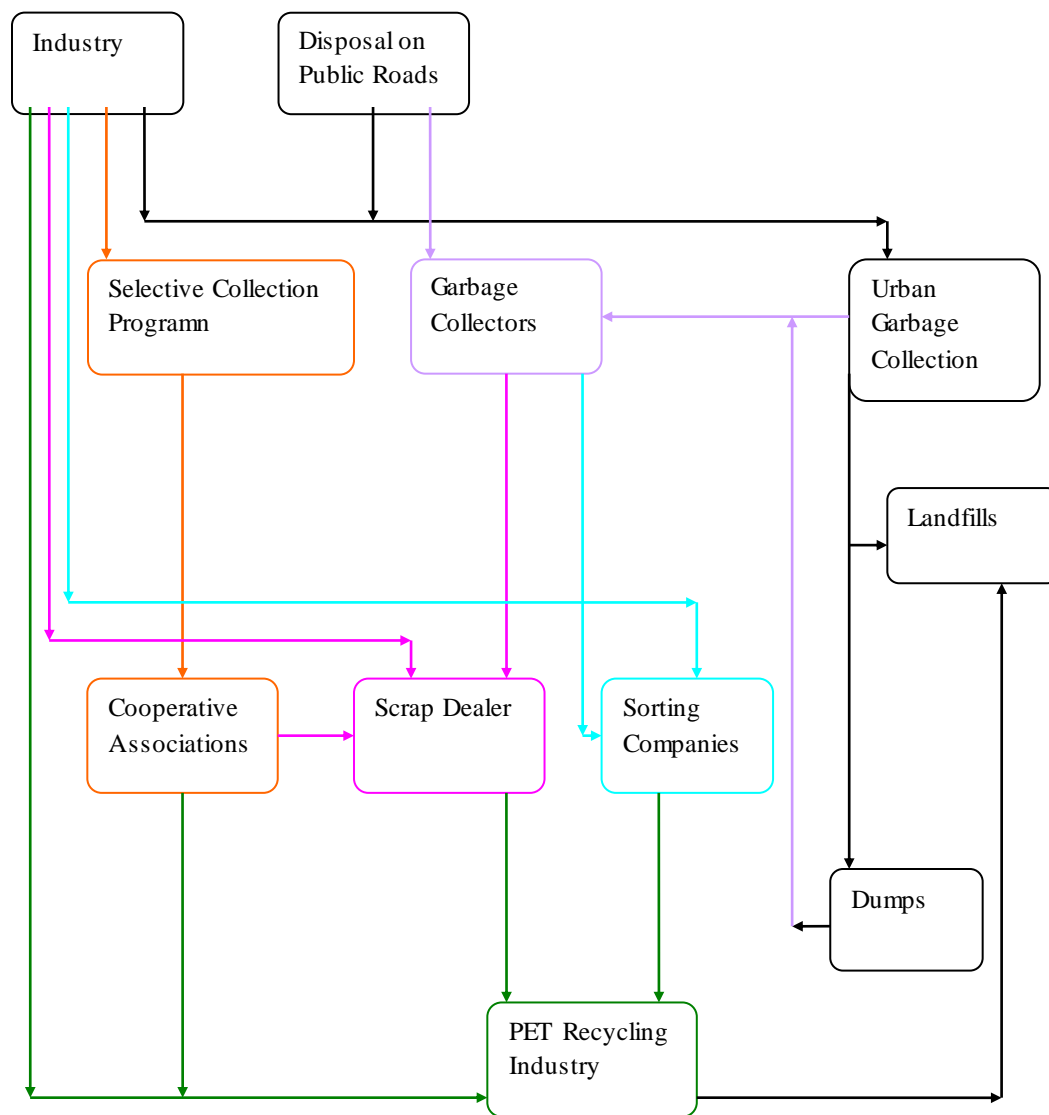 Industry
Disposal on
Public Roads
Selective Collection
Programn
Garbage
Collectors
Urban
Garbage
Collection
Landfills
Cooperative
Associations
Scrap Dealer
Sorting
Companies
Dumps
PET Recycling
Industry